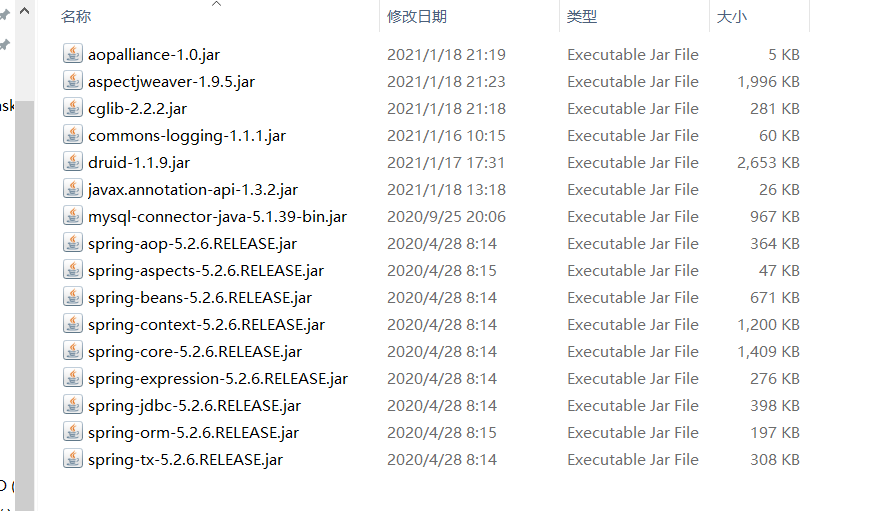 名称 修改日期 类型 大小
aopalliance-1.0.jar 2021/1/18 21:19 Executable Jar File 5 KB
aspectjweaver-1.9.5.jar 2021/1/18 21:23 Executable Jar File 1,996 KB
cglib-2.2.2.jar 2021/1/18 21:18 Executable Jar File 281 KB
commons-logging-1.1.1.jar 2021/1/16 10:15 Executable Jar File 60 KB
druid-1.1.9.jar 2021/1/17 17:31 Executable Jar File 2,653 KB
javax.annotation-api-1.3.2.jar 2021/1/18 13:18 Executable Jar File 26 KB
mysql-connector-java-5.1.39-bin.jar 2020/9/25 20:06 Executable Jar File 967 KB
spring-aop-5.2.6.RELEASE.jar 2020/4/28 8:14 Executable Jar File 364 KB
spring-aspects-5.2.6.RELEASE.jar 2020/4/28 8:15 Executable Jar File 47 KB
spring-beans-5.2.6.RELEASE.jar 2020/4/28 8:14 Executable Jar File 671 KB
spring-context-5.2.6.RELEASE.jar 2020/4/28 8:14 Executable Jar File 1,200 KB
spring-core-5.2.6.RELEASE.jar 2020/4/28 8:14 Executable Jar File 1,409 KB
spring-expression-5.2.6.RELEASE.jar 2020/4/28 8:14 Executable Jar File 276 KB
spring-jdbc-5.2.6.RELEASE.jar 2020/4/28 8:14 Executable Jar File 398 KB
spring-orm-5.2.6.RELEASE.jar 2020/4/28 8:15 Executable Jar File 197 KB
spring-tx-5.2.6.RELEASE.jar 2020/4/28 8:14 Executable Jar File 308 KB